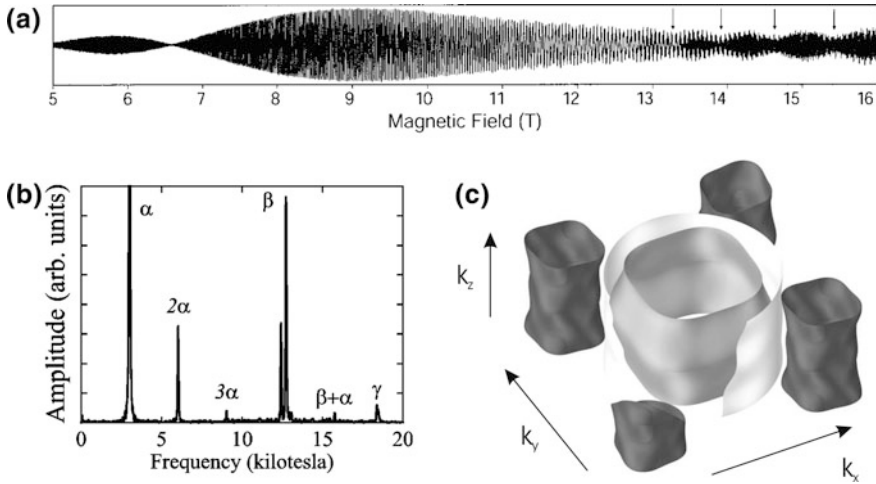 (a)
5 6 7 8 9 10 11 12 13 14 15 16
Magnetic Field (T)
(b)
Amplitude (arb. units)
α
2α
3α
β
β+α
γ
0 5 10 15 20
Frequency (kilotesla)
(c)
k_z
k_y
k_x